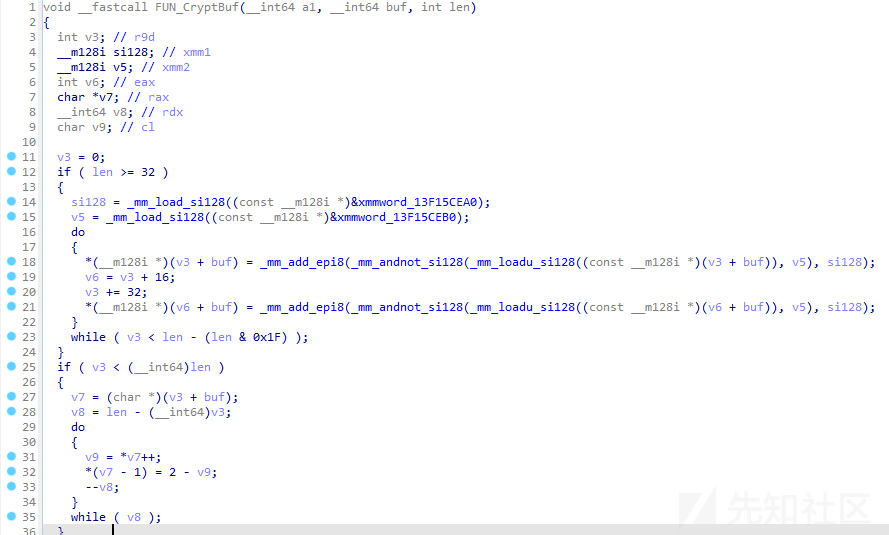 1 void __fastcall FUN_CryptBuf(__int64 a1, __int64 buf, int len)
2 {
3 int v3; // r9d
4 __m128i si128; // xmm1
5 __m128i v5; // xmm2
6 int v6; // eax
7 char *v7; // rax
8 __int64 v8; // rdx
9 char v9; // cl
10
11 v3 = 0;
12 if ( len >= 32 )
13 {
14 si128 = _mm_load_si128((const __m128i *)&xmmword_13F15CEA0);
15 v5 = _mm_load_si128((const __m128i *)&xmmword_13F15CEB0);
16 do
17 {
18 *(__m128i *)(v3 + buf) = _mm_add_epi8(_mm_andnot_si128(_mm_loadu_si128((const __m128i *)(v3 + buf)), v5), si128);
19 v6 = v3 + 16;
20 v3 += 32;
21 *(__m128i *)(v6 + buf) = _mm_add_epi8(_mm_andnot_si128(_mm_loadu_si128((const __m128i *)(v6 + buf)), v5), si128);
22 }
23 while ( v3 < len - (len & 0x1F) );
24 }
25 if ( v3 < (__int64)len )
26 {
27 v7 = (char *)(v3 + buf);
28 v8 = len - (__int64)v3;
29 do
30 {
31 v9 = *v7++;
32 *(v7 - 1) = 2 - v9;
33 --v8;
34 }
35 while ( v8 );
36 }
先知社区